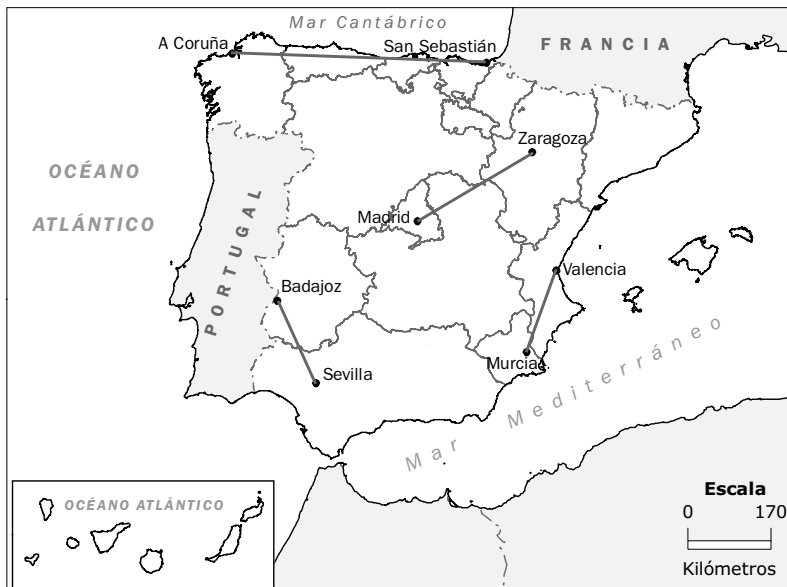 Mar Cantábrico
A Coruña
San Sebastián
FRANCIA
Zaragoza
OCÉANO
ATLÁNTICO
PORTUGAL
Madrid
Badajoz
Valencia
Sevilla
Murcia
Mar Mediterráneo
OCÉANO ATLÁNTICO
Escala
0 170
Kilómetros